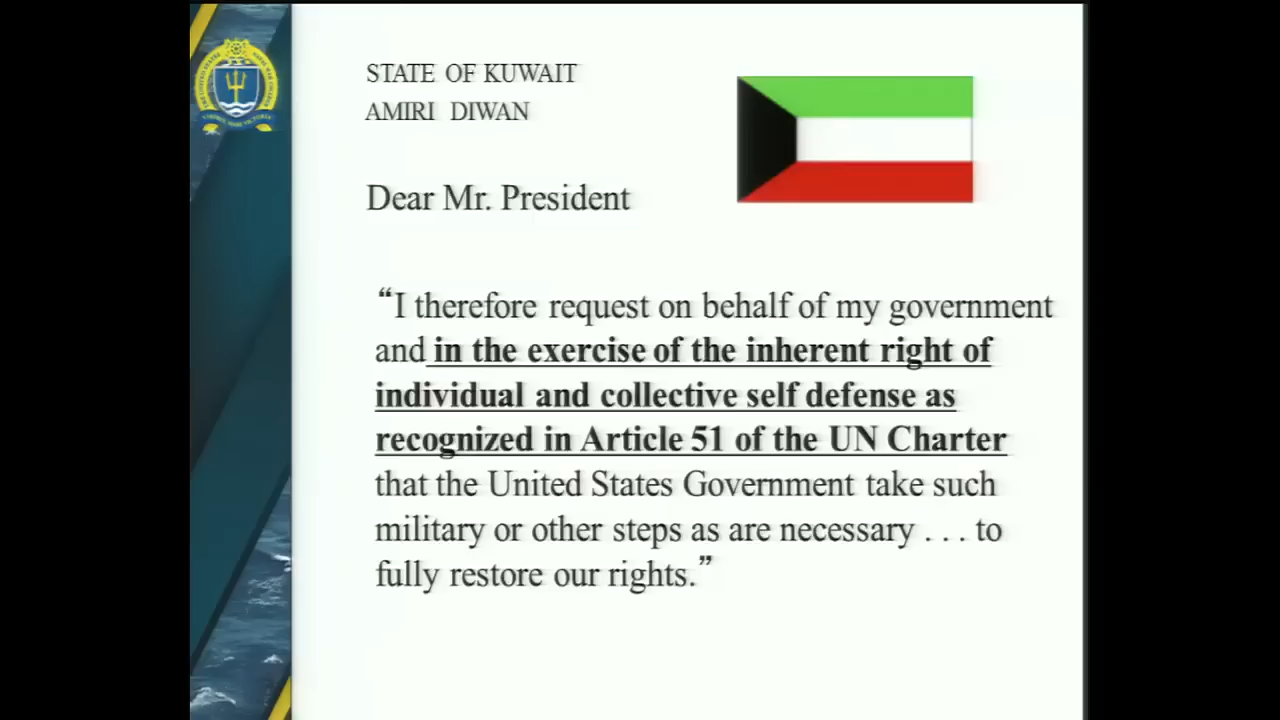 STATE OF KUWAIT
AMIRI DIWAN
Dear Mr. President
“I therefore request on behalf of my government
and in the exercise of the inherent right of
individual and collective self defense as
recognized in Article 51 of the UN Charter
that the United States Government take such
military or other steps as are necessary . . . to
fully restore our rights.”